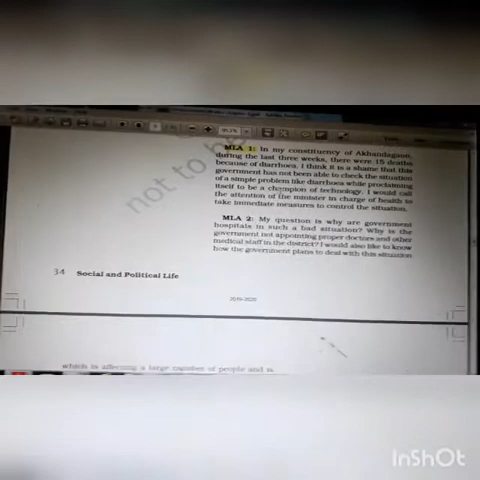 not to be
MLA 1: In my constituency of Akhandagaon,
during the last three weeks, there were 15 deaths
because of diarrhoea. I think it is a shame that this
government has not been able to check the situation
of a simple problem like diarrhoea while proclaiming
itself to be a champion of technology. I would call
the attention of the minister in charge of health to
take immediate measures to control the situation.
MLA 2: My question is why are government
hospitals in such a bad situation? Why is the
government not appointing proper doctors and other
medical staff in the district? I would also like to know
how the government plans to deal with this situation
34 Social and Political Life
2019-2020
which is affecting a large number of people and is
InShOt